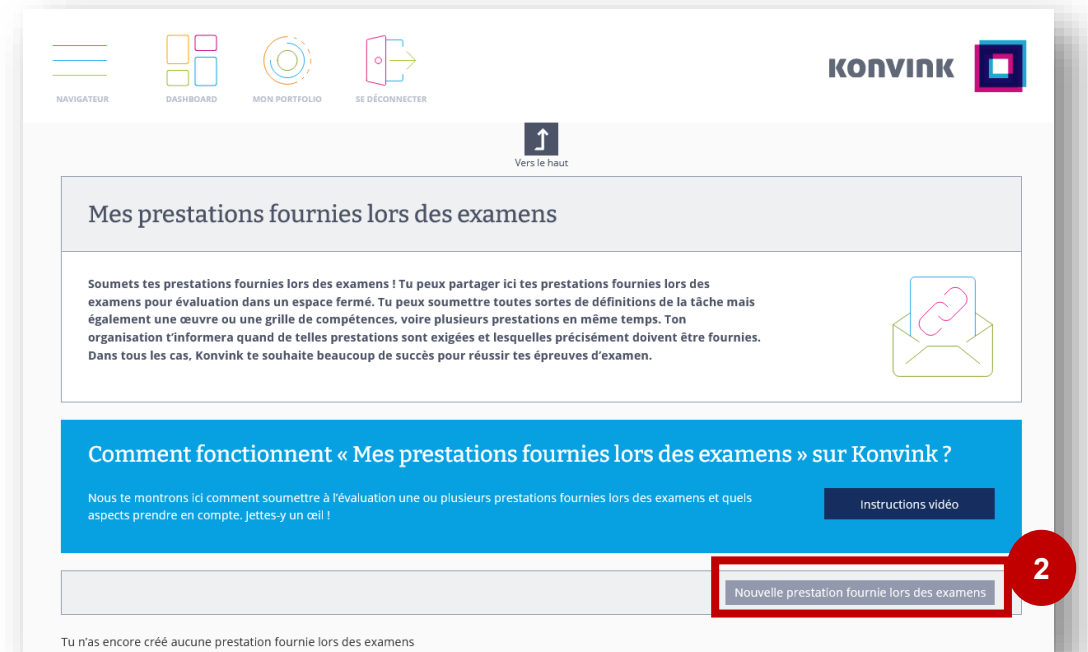 NAVIGATEUR
DASHBOARD
MON PORTFOLIO
SE DÉCONNECTER
KONVINK
Vers le haut
Mes prestations fournies lors des examens
Soumets tes prestations fournies lors des examens ! Tu peux partager ici tes prestations fournies lors des
examens pour évaluation dans un espace fermé. Tu peux soumettre toutes sortes de définitions de la tâche mais
également une œuvre ou une grille de compétences, voire plusieurs prestations en même temps. Ton
organisation t'informera quand de telles prestations sont exigées et lesquelles précisément doivent être fournies.
Dans tous les cas, Konvink te souhaite beaucoup de succès pour réussir tes épreuves d'examen.
Comment fonctionnent « Mes prestations fournies lors des examens » sur Konvink ?
Nous te montrons ici comment soumettre à l'évaluation une ou plusieurs prestations fournies lors des examens et quels
aspects prendre en compte. Jettes-y un œil !
Instructions vidéo
2
Nouvelle prestation fournie lors des examens
Tu n'as encore créé aucune prestation fournie lors des examens